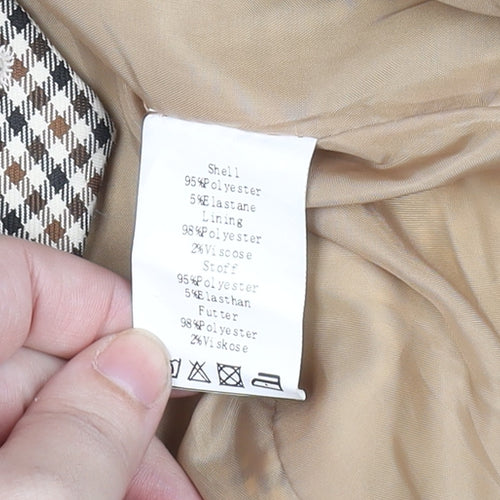 Shell
95%Polyester
5%Elastane
Lining
98%Polyester
2%Viscose
Stoff
95%Polyester
5%Elasthan
Futter
98%Polyester
2%Viskose